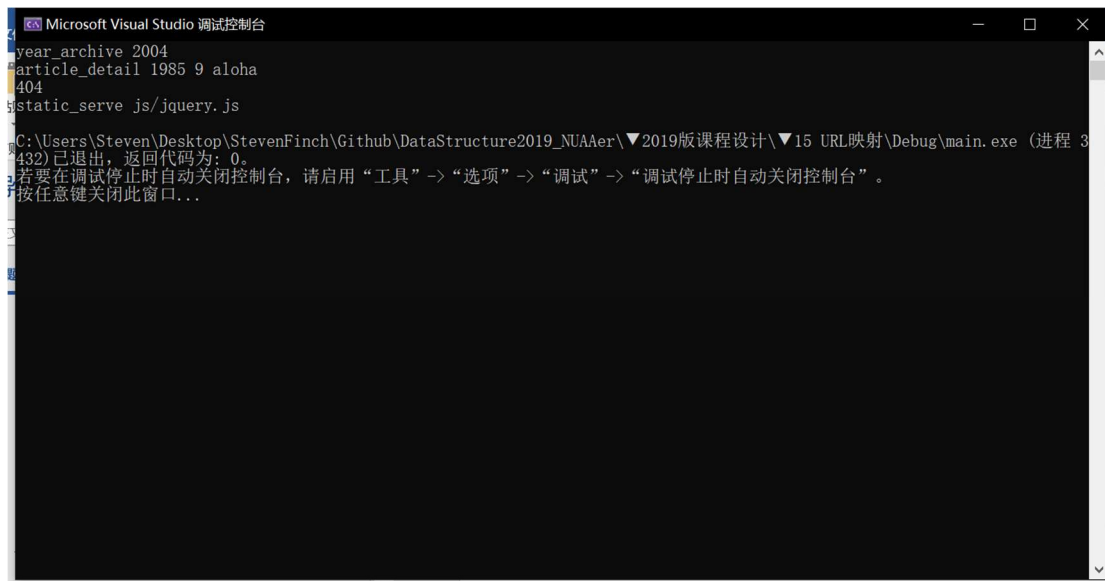 Microsoft Visual Studio 调试控制台
year_archive 2004
article_detail 1985 9 aloha
404
static_serve js/jquery.js
C:\Users\Steven\Desktop\StevenFinch\Github\DataStructure2019_NUAAer\▼2019版课程设计\▼15 URL映射\Debug\main.exe (进程 3
432)已退出，返回代码为: 0。
若要在调试停止时自动关闭控制台，请启用“工具”->“选项”->“调试”->“调试停止时自动关闭控制台”。
按任意键关闭此窗口...